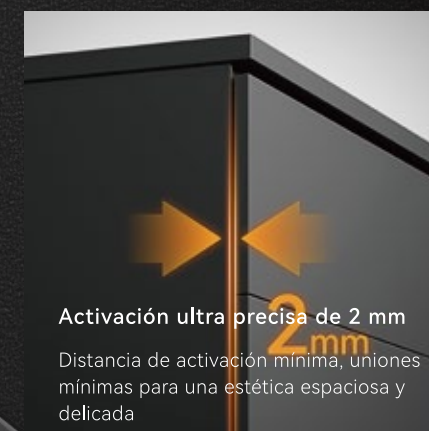 2mm
Activación ultra precisa de 2 mm
Distancia de activación mínima, uniones
mínimas para una estética espaciosa y
delicada